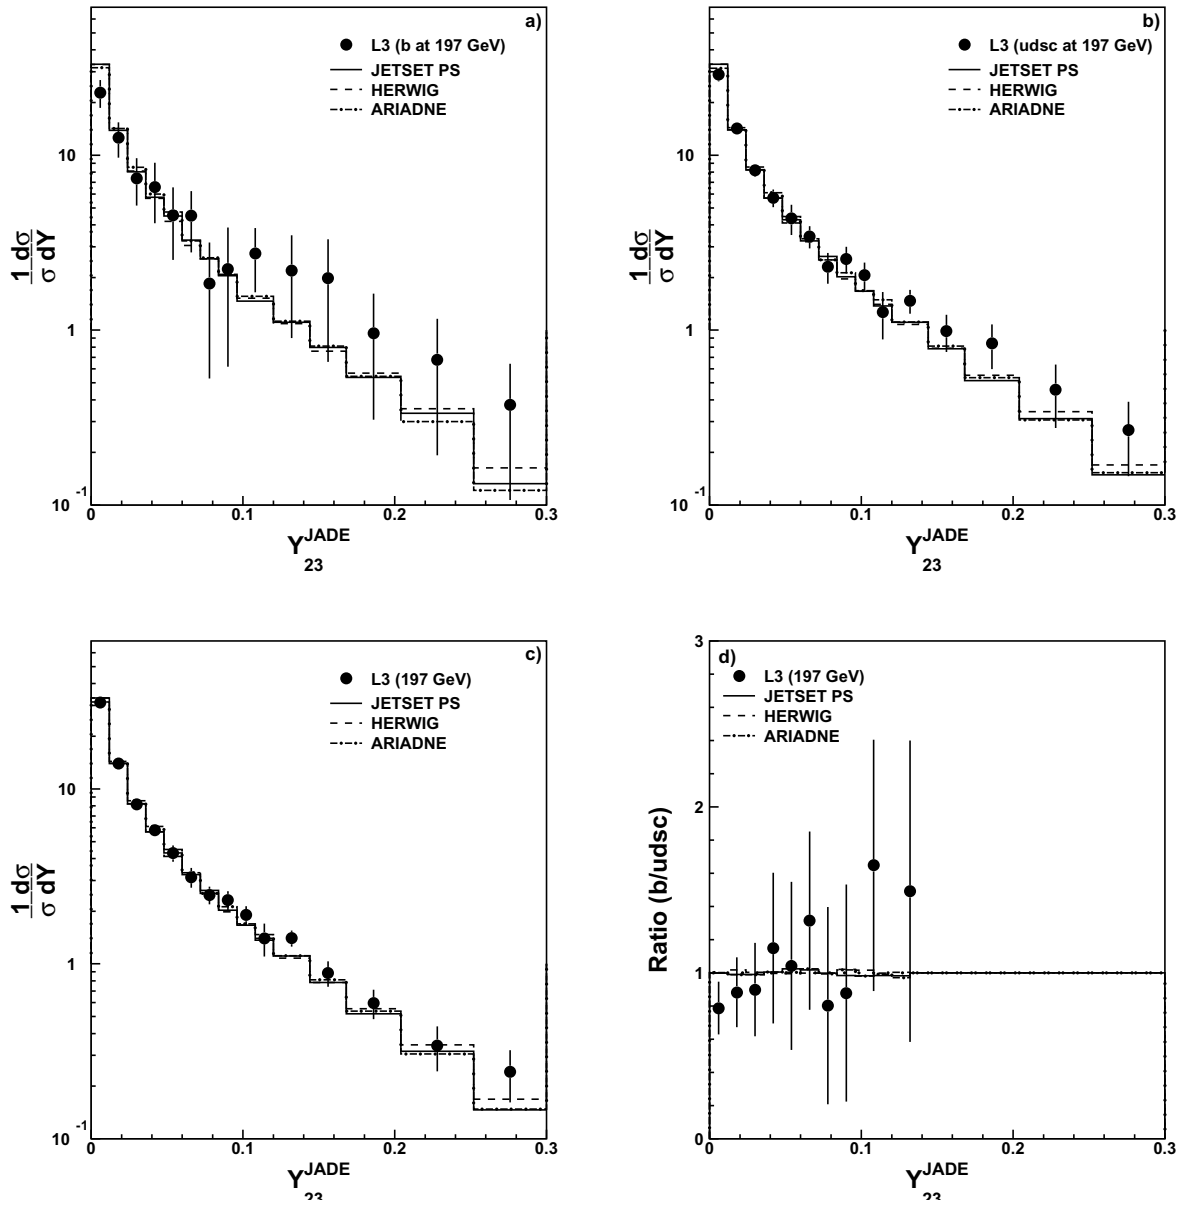 a)
L3 (b at 197 GeV)
JETSET PS
HERWIG
ARIADNE
10
1
10 -1
1 dσ
σ dY
0 0.1 0.2 0.3
Y JADE
23
b)
L3 (udsc at 197 GeV)
JETSET PS
HERWIG
ARIADNE
10
1
10 -1
1 dσ
σ dY
0 0.1 0.2 0.3
Y JADE
23
c)
L3 (197 GeV)
JETSET PS
HERWIG
ARIADNE
10
1
10 -1
1 dσ
σ dY
0 0.1 0.2 0.3
Y JADE
23
d)
L3 (197 GeV)
JETSET PS
HERWIG
ARIADNE
3
2
1
0
Ratio (b/udsc)
0 0.1 0.2 0.3
Y JADE
23